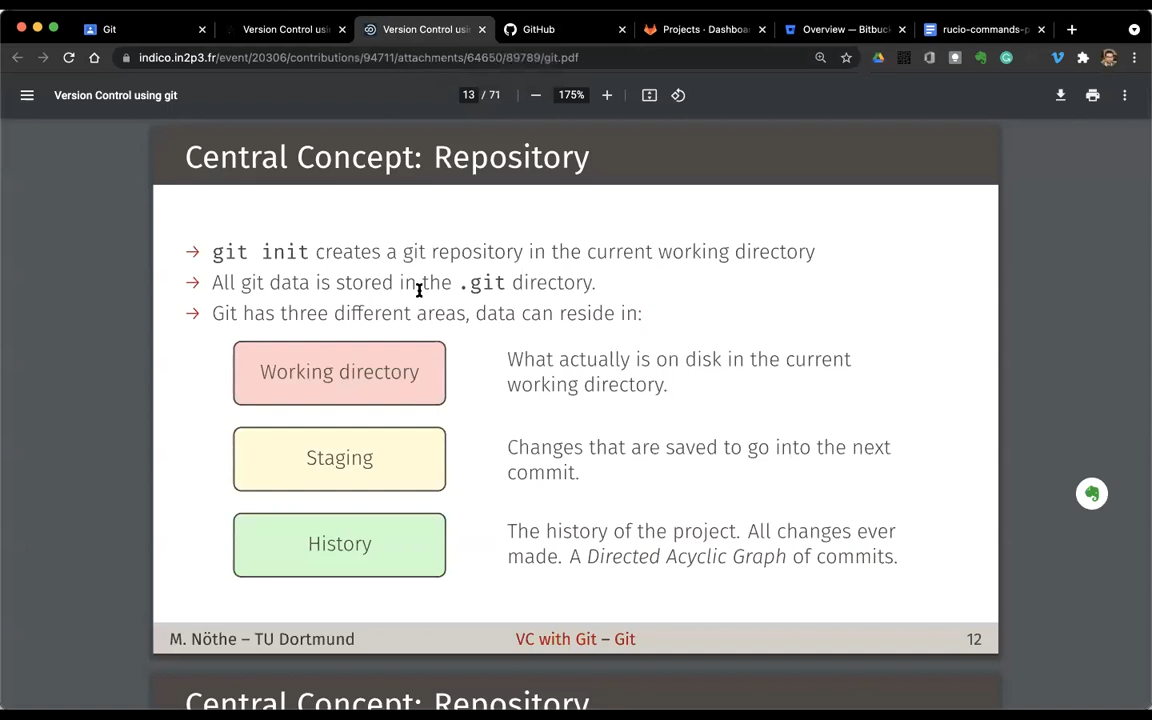 Git
Version Control usi
Version Control usin
GitHub
Projects · Dashboa
Overview — Bitbuck
rucio-commands-p
indico.in2p3.fr/event/20306/contributions/94711/attachments/64650/89789/git.pdf
Version Control using git
13 / 71
175%
Central Concept: Repository
→ git init creates a git repository in the current working directory
→ All git data is stored in the .git directory.
→ Git has three different areas, data can reside in:
Working directory
What actually is on disk in the current
working directory.
Staging
Changes that are saved to go into the next
commit.
History
The history of the project. All changes ever
made. A Directed Acyclic Graph of commits.
M. Nöthe – TU Dortmund
VC with Git – Git
12
Central Concept: Repository